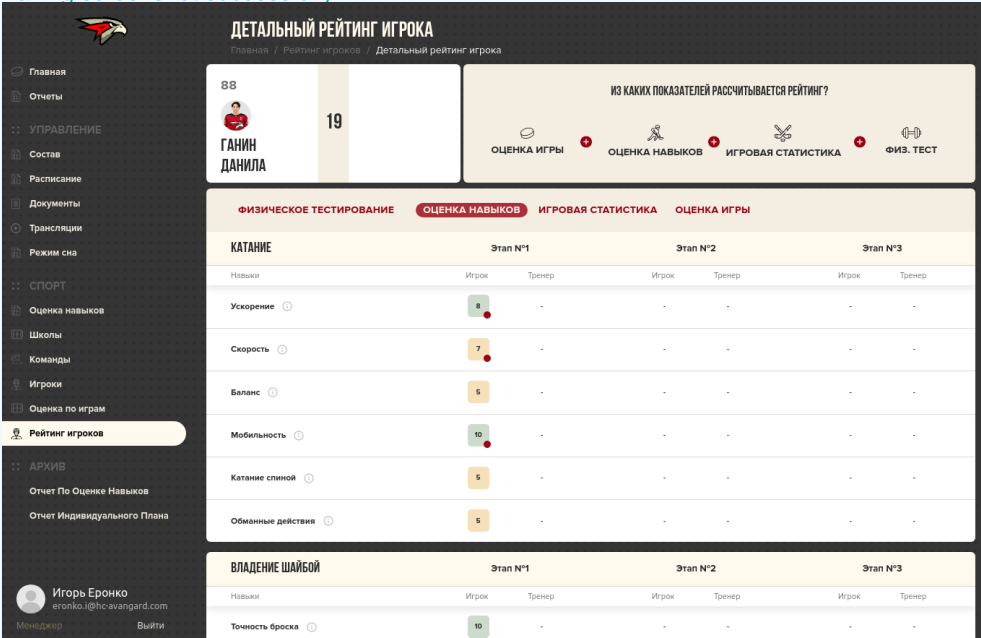 ДЕТАЛЬНЫЙ РЕЙТИНГ ИГРОКА
Главная / Рейтинг игроков / Детальный рейтинг игрока
Главная
Отчеты
УПРАВЛЕНИЕ
Состав
Расписание
Документы
Трансляции
Режим сна
СПОРТ
Оценка навыков
Школы
Команды
Игроки
Оценка по играм
Рейтинг игроков
АРХИВ
Отчет По Оценке Навыков
Отчет Индивидуального Плана
Игорь Еронко
eronko.i@hc-avangard.com
Менеджер Выйти
88
ГАНИН
ДАНИЛА
19
ИЗ КАКИХ ПОКАЗАТЕЛЕЙ РАССЧИТЫВАЕТСЯ РЕЙТИНГ?
ОЦЕНКА ИГРЫ + ОЦЕНКА НАВЫКОВ + ИГРОВАЯ СТАТИСТИКА + ФИЗ. ТЕСТ
ФИЗИЧЕСКОЕ ТЕСТИРОВАНИЕ ОЦЕНКА НАВЫКОВ ИГРОВАЯ СТАТИСТИКА ОЦЕНКА ИГРЫ
КАТАНИЕ Этап №1 Этап №2 Этап №3
Навыки Игрок Тренер Игрок Тренер Игрок Тренер
Ускорение 8 - - - - -
Скорость 7 - - - - -
Баланс 5 - - - - -
Мобильность 10 - - - - -
Катание спиной 5 - - - - -
Обманные действия 5 - - - - -
ВЛАДЕНИЕ ШАЙБОЙ Этап №1 Этап №2 Этап №3
Навыки Игрок Тренер Игрок Тренер Игрок Тренер
Точность броска 10 - - - - -